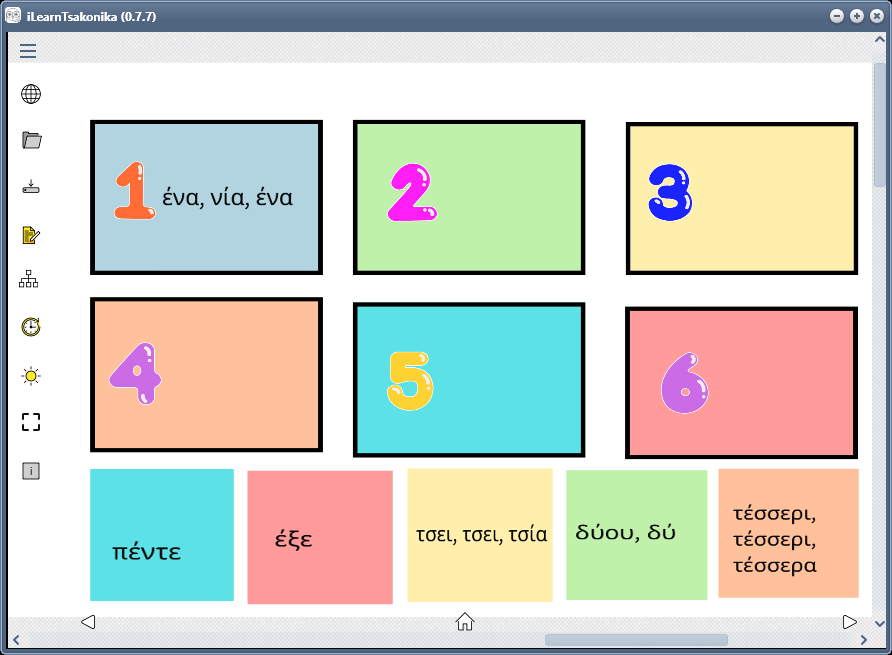 iLearnTsakonika (0.7.7)
1 ένα, νία, ένα
2
3
4
5
6
πέντε
έξε
τσει, τσει, τσία
δύου, δύ
τέσσερι,
τέσσερι,
τέσσερα